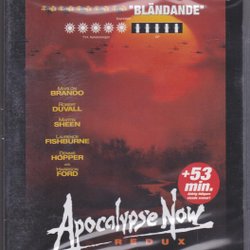 "BLÄNDANDE"
MARLON
BRANDO
ROBERT
DUVALL
MARTIN
SHEEN
LAURENCE
FISHBURNE
DENNIS
HOPPER
HARRISON
FORD
+53
min.
Apocalypse Now
REDUX